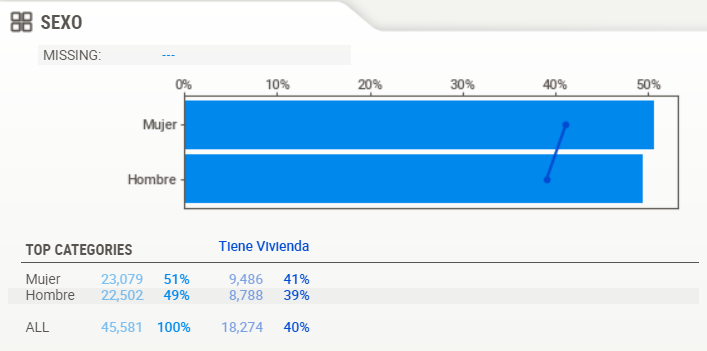 SEXO
MISSING: ---
0% 10% 20% 30% 40% 50%
Mujer
Hombre
TOP CATEGORIES Tiene Vivienda
Mujer 23,079 51% 9,486 41%
Hombre 22,502 49% 8,788 39%
ALL 45,581 100% 18,274 40%